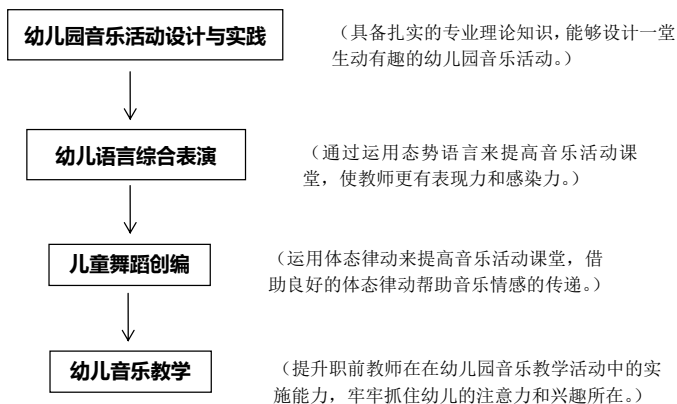 幼儿园音乐活动设计与实践
（具备扎实的专业理论知识，能够设计一堂
生动有趣的幼儿园音乐活动。）
幼儿语言综合表演
（通过运用态势语言来提高音乐活动课
堂，使教师更有表现力和感染力。）
儿童舞蹈创编
（运用体态律动来提高音乐活动课堂，借
助良好的体态律动帮助音乐情感的传递。）
幼儿音乐教学
（提升职前教师在在幼儿园音乐教学活动中的实
施能力，牢牢抓住幼儿的注意力和兴趣所在。）